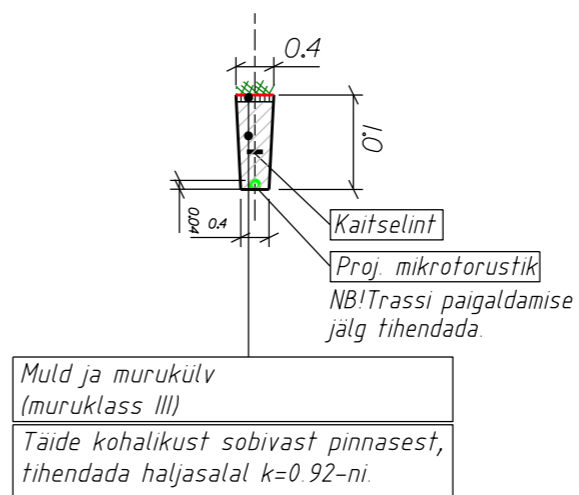 0.4
1.0
0.04
0.4
Kaitselint
Proj. mikrotorustik
NB!Trassi paigaldamise
jälg tihendada.
Muld ja murukülv
(muruklass III)
Täide kohalikust sobivast pinnasest,
tihendada haljasalal k=0.92-ni.